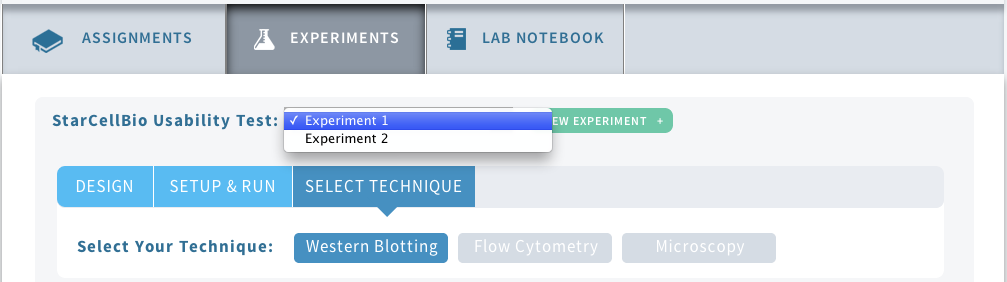 ASSIGNMENTS
EXPERIMENTS
LAB NOTEBOOK
StarCellBio Usability Test:
✓ Experiment 1
Experiment 2
EW EXPERIMENT +
DESIGN
SETUP & RUN
SELECT TECHNIQUE
Select Your Technique:
Western Blotting
Flow Cytometry
Microscopy